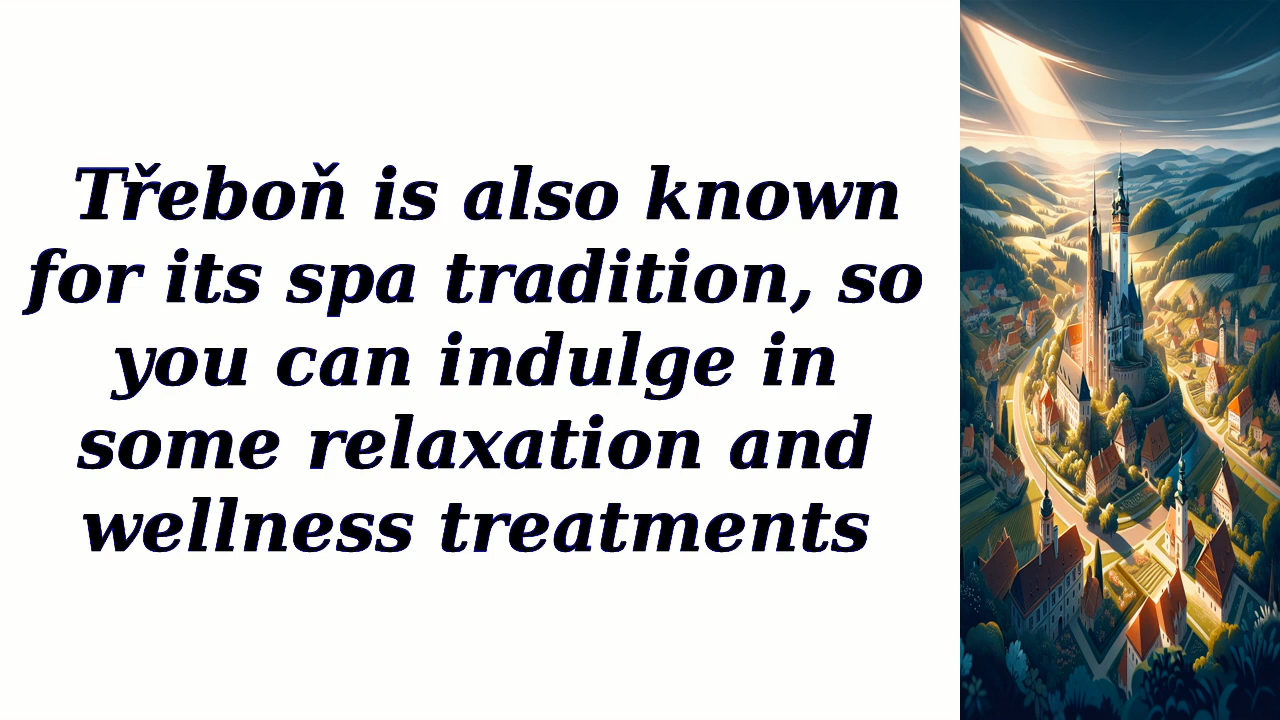 Třeboň is also known
for its spa tradition, so
you can indulge in
some relaxation and
wellness treatments